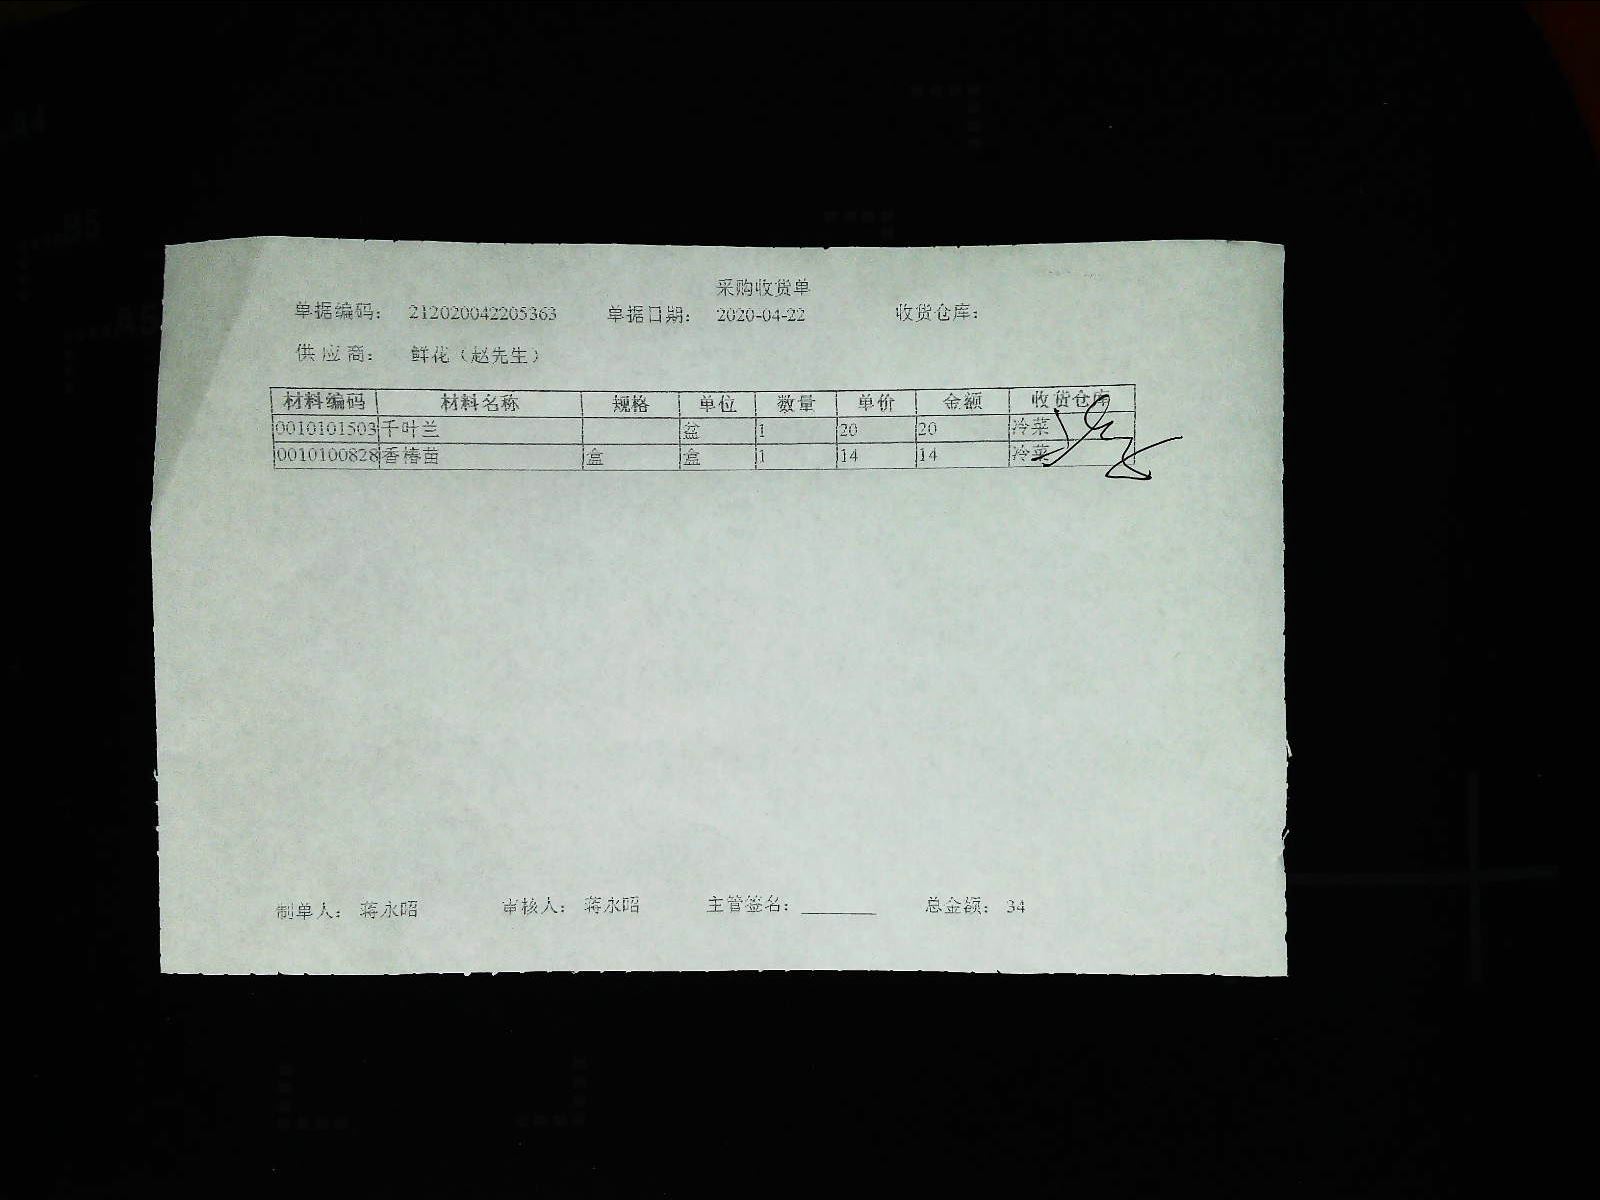 采购收货单
单据编码： 212020042205363 单据日期： 2020-04-22 收货仓库：
供应商： 鲜花（赵先生）
材料编码 材料名称 规格 单位 数量 单价 金额 收货仓库
0010101503 千叶兰 盆 1 20 20 冷菜
0010100828 香椿苗 盒 盒 1 14 14 冷菜
制单人： 蒋永昭 审核人： 蒋永昭 主管签名： 总金额： 34